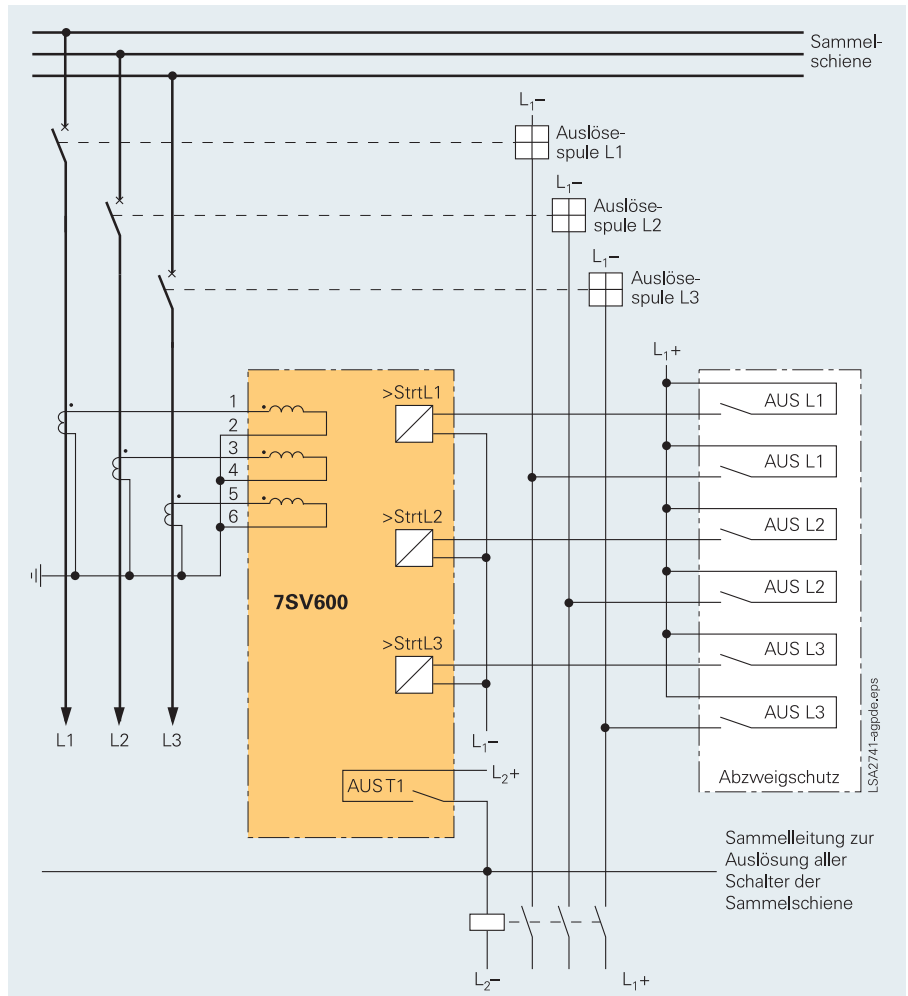 Sammel-
schiene
L1–
Auslöse-
spule L1
L1–
Auslöse-
spule L2
L1–
Auslöse-
spule L3
L1+
1
2
3
4
5
6
>StrtL1
>StrtL2
>StrtL3
7SV600
AUS L1
AUS L1
AUS L2
AUS L2
AUS L3
AUS L3
Abzweigschutz
LSA2741-agpde.eps
L1
L2
L3
L1–
L2+
AUS T1
Sammelleitung zur
Auslösung aller
Schalter der
Sammelschiene
L2–
L1+